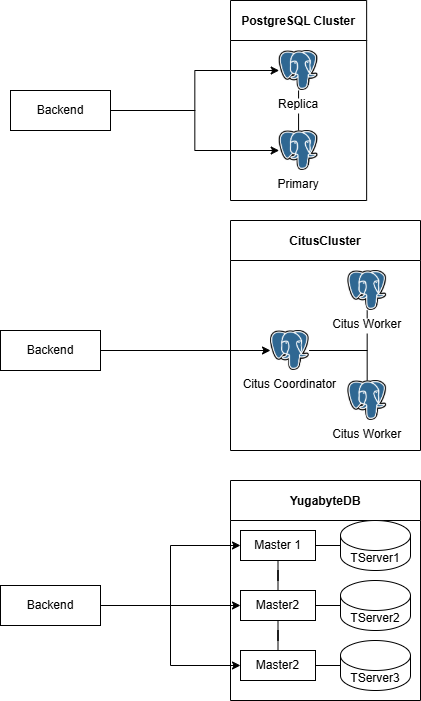 PostgreSQL Cluster
Replica
Backend
Primary
CitusCluster
Citus Worker
Backend
Citus Coordinator
Citus Worker
YugabyteDB
Master 1
TServer1
Backend
Master2
TServer2
Master2
TServer3